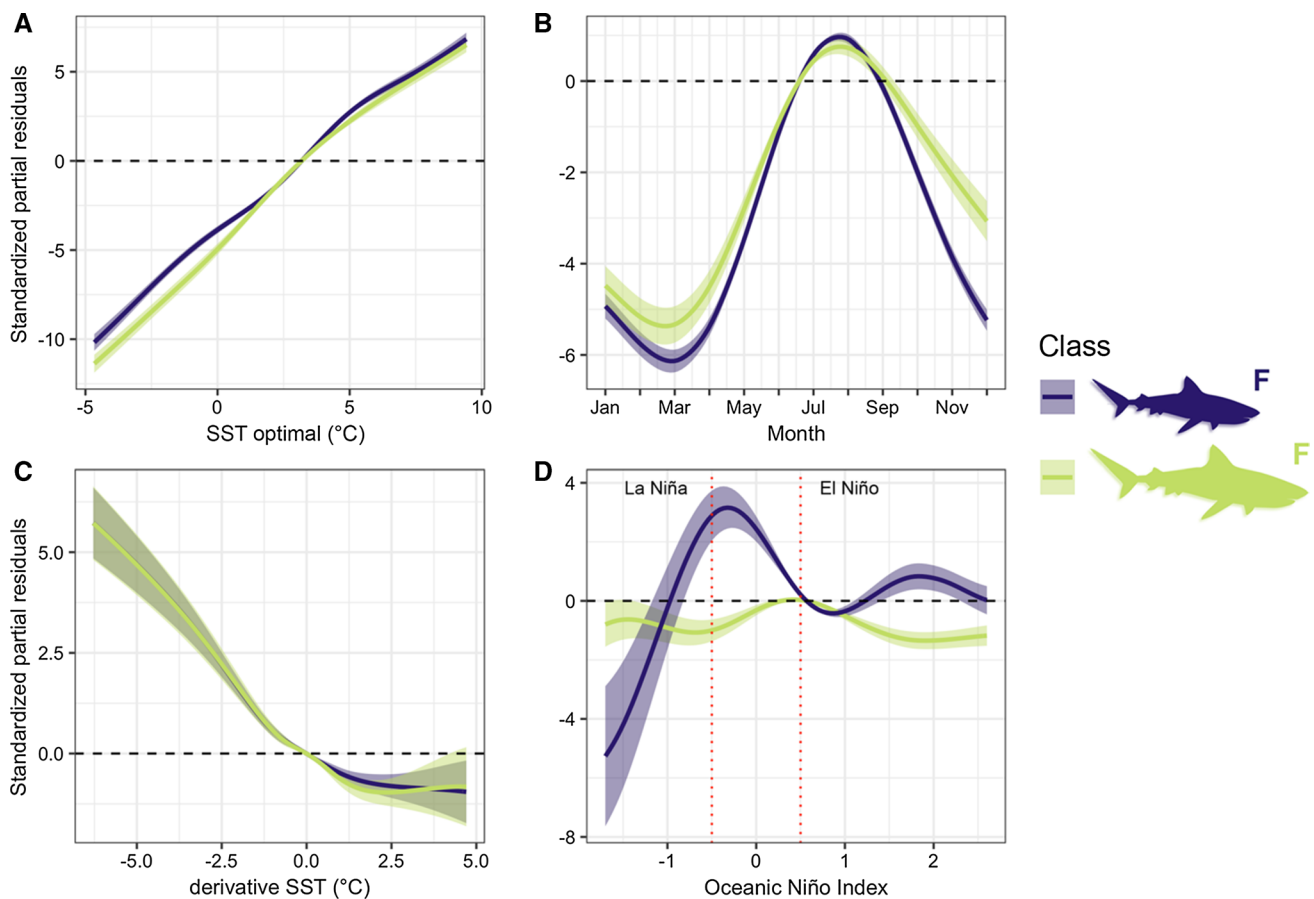 A
B
Standardized partial residuals
5
0
-5
-10
-5
0
5
10
SST optimal (°C)
0
-2
-4
-6
Jan
Mar
May
Jul
Sep
Nov
Month
Class
F
F
C
D
Standardized partial residuals
5.0
2.5
0.0
-5.0
-2.5
0.0
2.5
5.0
derivative SST (°C)
La Niña
El Niño
4
0
-4
-8
-1
0
1
2
Oceanic Niño Index